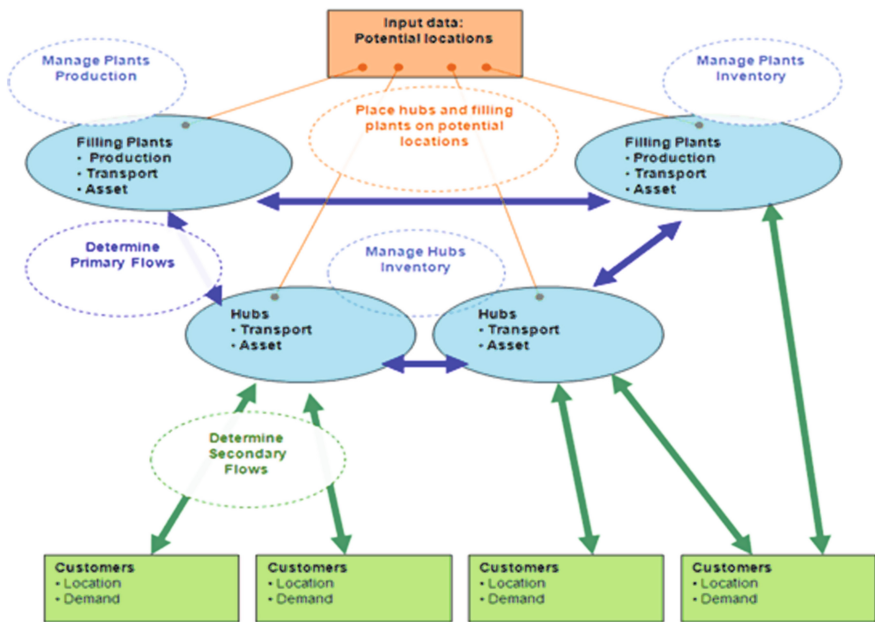 Input data:
Potential locations
Manage Plants
Production
Manage Plants
Inventory
Place hubs and filling
plants on potential
locations
Filling Plants
• Production
• Transport
• Asset
Filling Plants
• Production
• Transport
• Asset
Determine
Primary Flows
Manage Hubs
Inventory
Hubs
• Transport
• Asset
Hubs
• Transport
• Asset
Determine
Secondary
Flows
Customers
• Location
• Demand
Customers
• Location
• Demand
Customers
• Location
• Demand
Customers
• Location
• Demand